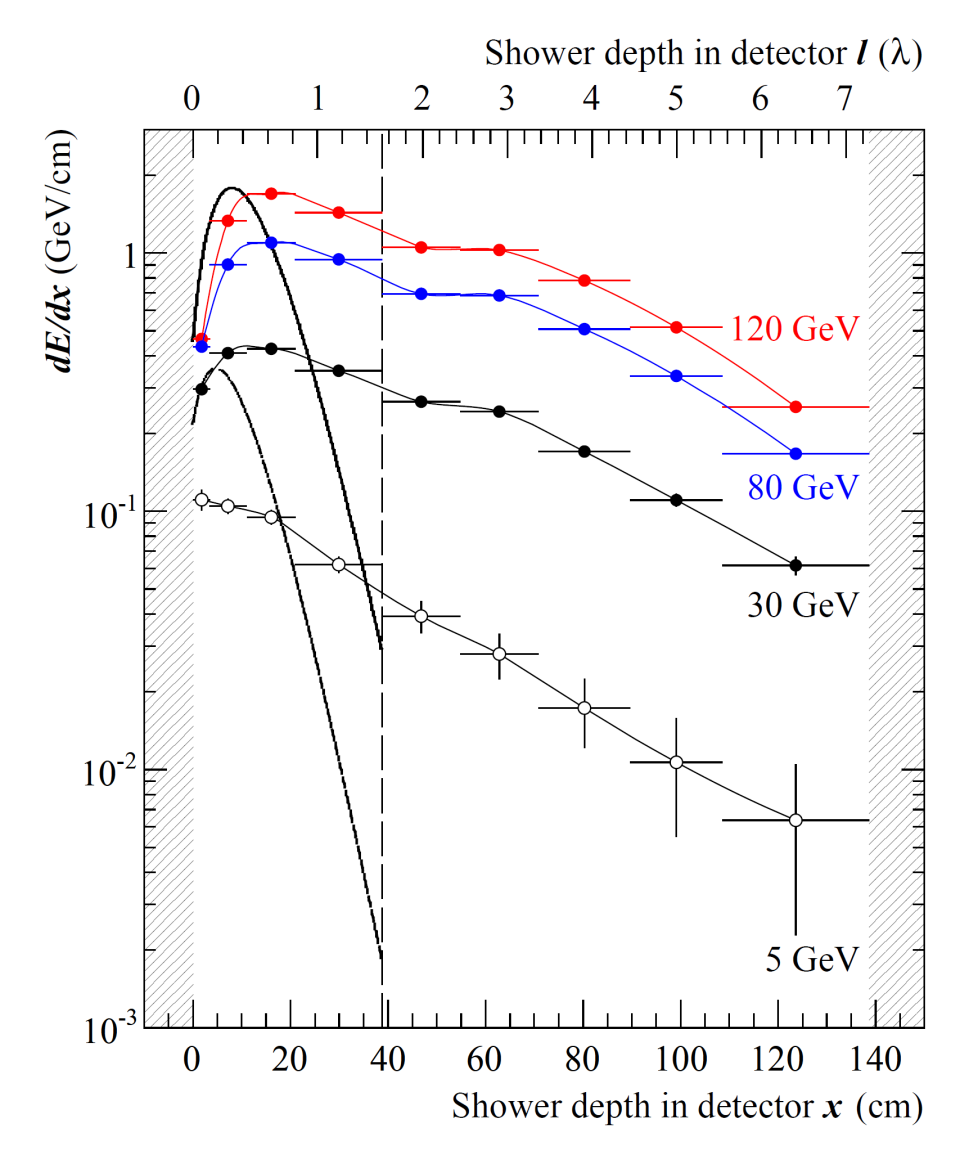 Shower depth in detector l (λ)
0 1 2 3 4 5 6 7
dE/dx (GeV/cm)
1
10⁻¹
10⁻²
10⁻³
120 GeV
80 GeV
30 GeV
5 GeV
0 20 40 60 80 100 120 140
Shower depth in detector x (cm)